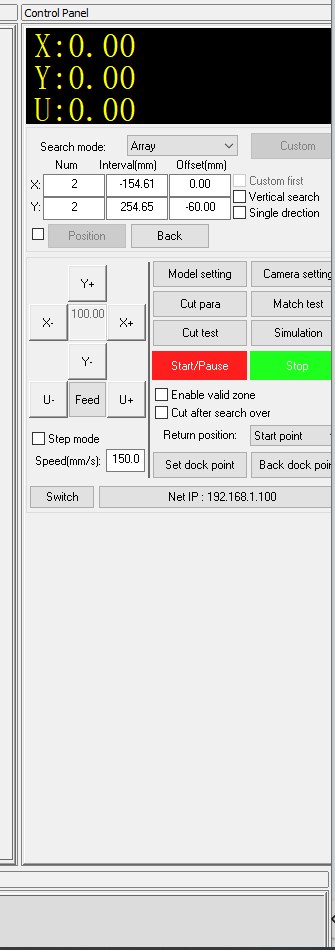 Control Panel
X:0.00
Y:0.00
U:0.00
Search mode: Array Custom
Num Interval(mm) Offset(mm)
X: 2 -154.61 0.00 Custom first
Vertical search
Y: 2 254.65 -60.00 Single drection
Position Back
Model setting Camera setting
Y+
X- 100.00 X+ Cut para Match test
Cut test Simulation
Y- Start/Pause Stop
U- Feed U+ Enable valid zone
Cut after search over
Step mode Return position: Start point
Speed(mm/s): 150.0 Set dock point Back dock poin
Switch Net IP : 192.168.1.100